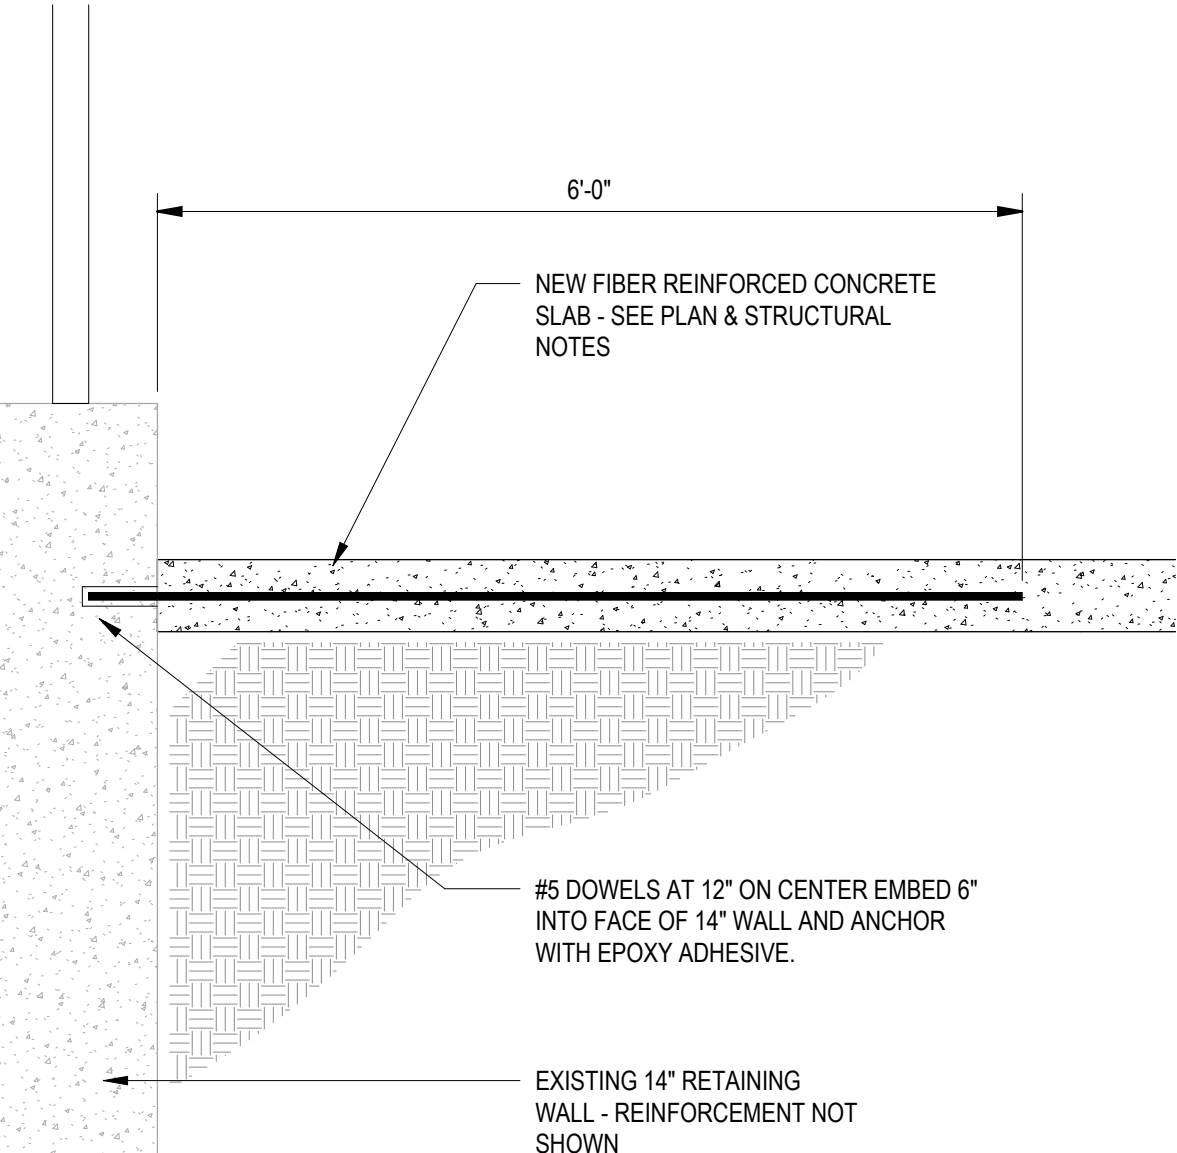 6'-0"
NEW FIBER REINFORCED CONCRETE
SLAB - SEE PLAN & STRUCTURAL
NOTES
#5 DOWELS AT 12" ON CENTER EMBED 6"
INTO FACE OF 14" WALL AND ANCHOR
WITH EPOXY ADHESIVE.
EXISTING 14" RETAINING
WALL - REINFORCEMENT NOT
SHOWN